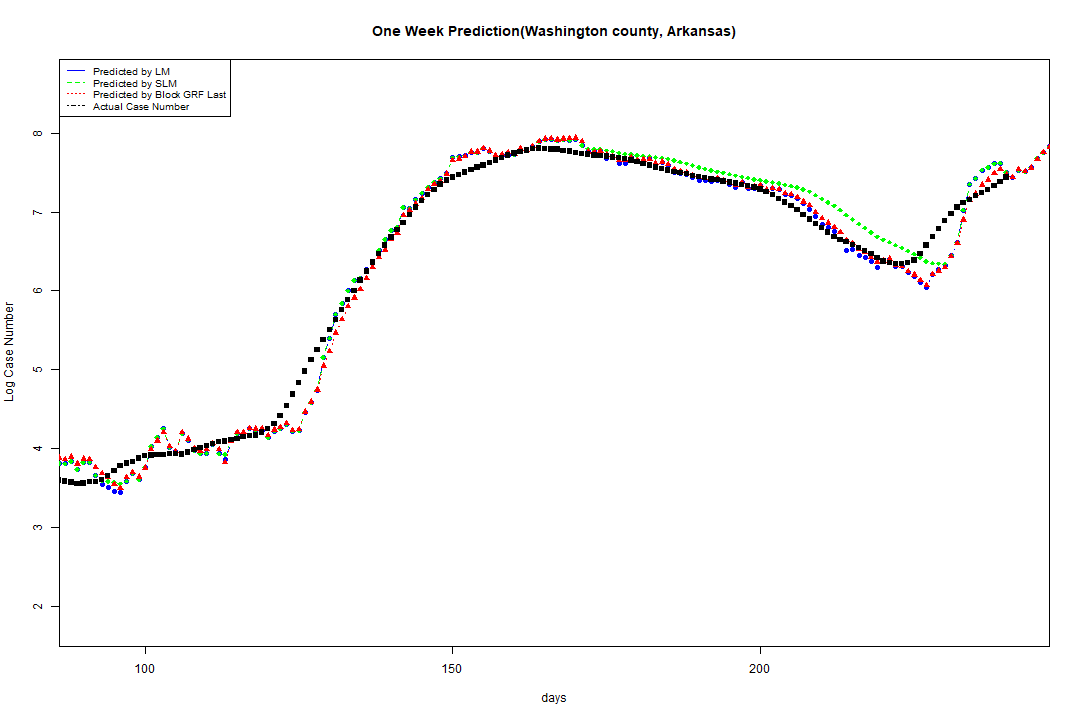 One Week Prediction(Washington county, Arkansas)
Predicted by LM
Predicted by SLM
Predicted by Block GRF Last
Actual Case Number
8
7
6
5
4
3
2
Log Case Number
100 150 200
days